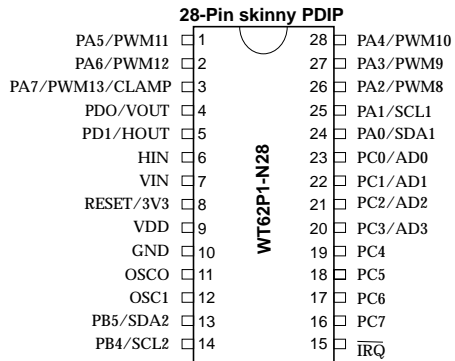 28-Pin skinny PDIP
PA5/PWM11 1 28 PA4/PWM10
PA6/PWM12 2 27 PA3/PWM9
PA7/PWM13/CLAMP 3 26 PA2/PWM8
PDO/VOUT 4 25 PA1/SCL1
PD1/HOUT 5 24 PA0/SDA1
HIN 6 23 PC0/AD0
VIN 7 22 PC1/AD1
RESET/3V3 8 21 PC2/AD2
VDD 9 20 PC3/AD3
GND 10 19 PC4
OSCO 11 18 PC5
OSC1 12 17 PC6
PB5/SDA2 13 16 PC7
PB4/SCL2 14 15 IRQ
WT62P1-N28